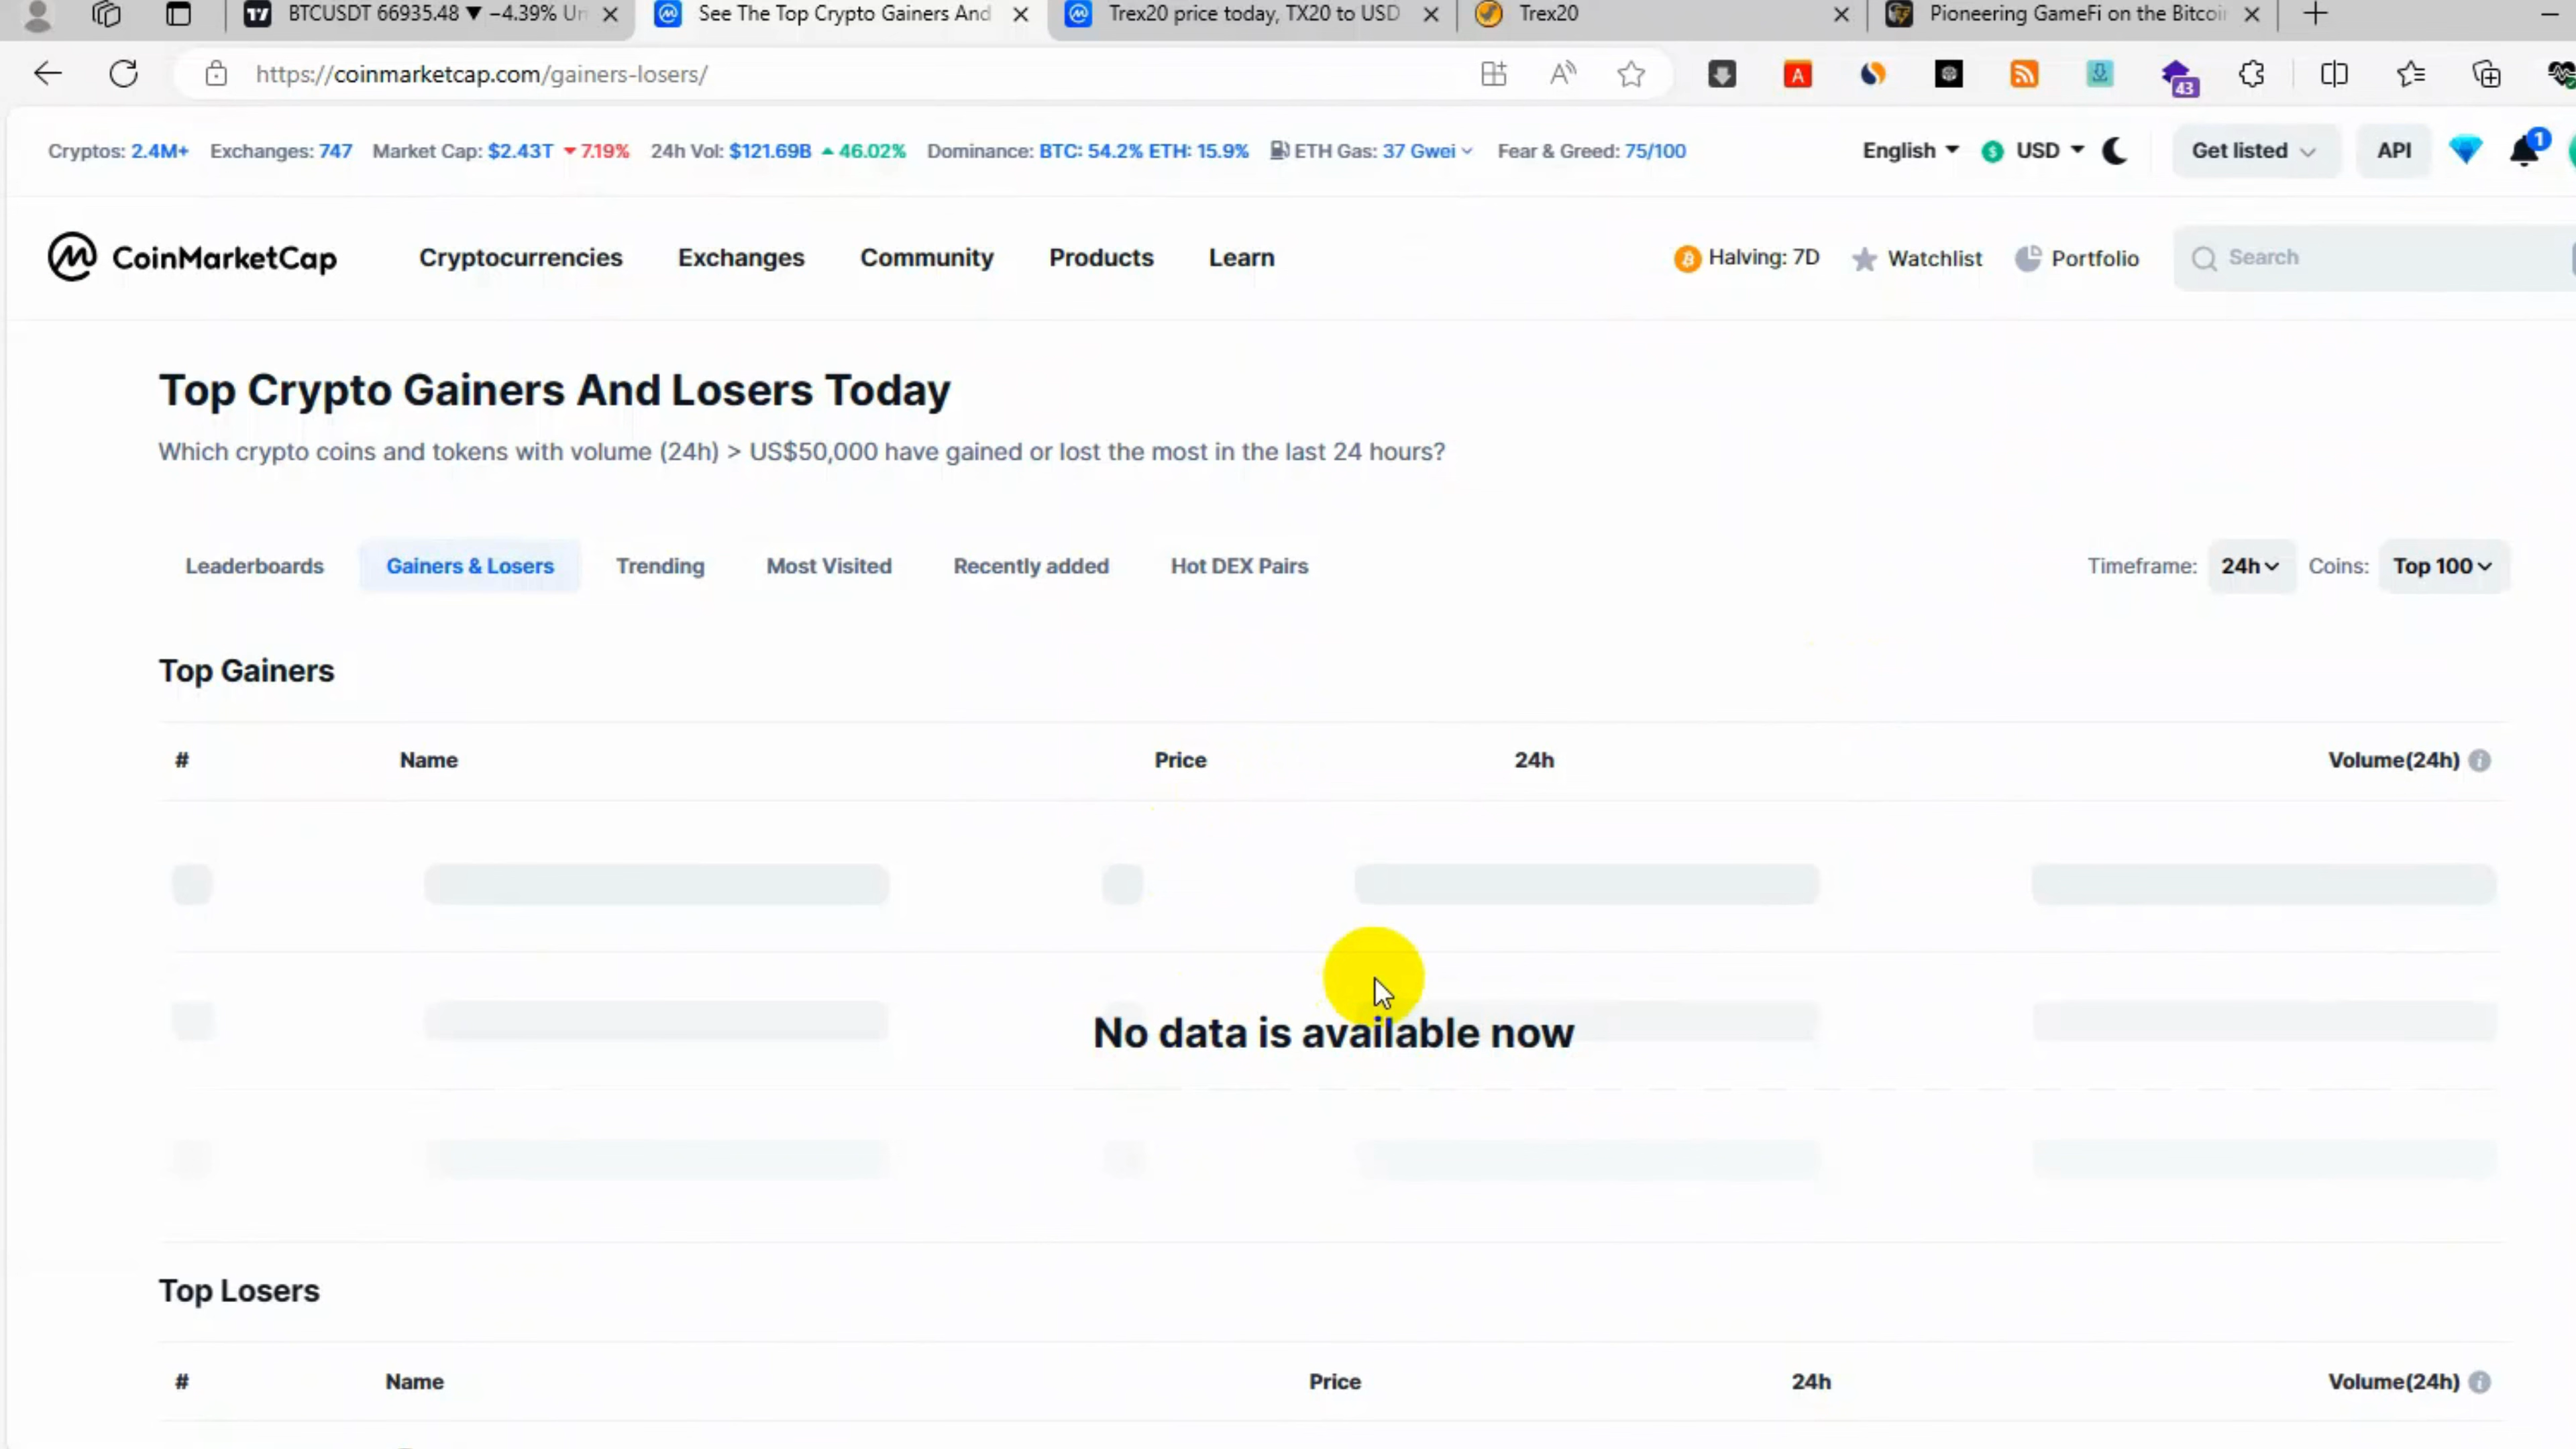 BTCUSDT 66935.48 ▼ −4.39% Un
See The Top Crypto Gainers And
Trex20 price today, TX20 to USD
Trex20
Pioneering GameFi on the Bitcoi
https://coinmarketcap.com/gainers-losers/
A
43
Cryptos: 2.4M+ Exchanges: 747 Market Cap: $2.43T ▼ 7.19% 24h Vol: $121.69B ▲ 46.02% Dominance: BTC: 54.2% ETH: 15.9% ETH Gas: 37 Gwei Fear & Greed: 75/100
English USD Get listed API 1
CoinMarketCap Cryptocurrencies Exchanges Community Products Learn Halving: 7D Watchlist Portfolio Search
Top Crypto Gainers And Losers Today
Which crypto coins and tokens with volume (24h) > US$50,000 have gained or lost the most in the last 24 hours?
Leaderboards Gainers & Losers Trending Most Visited Recently added Hot DEX Pairs Timeframe: 24h Coins: Top 100
Top Gainers
# Name Price 24h Volume(24h)
No data is available now
Top Losers
# Name Price 24h Volume(24h)